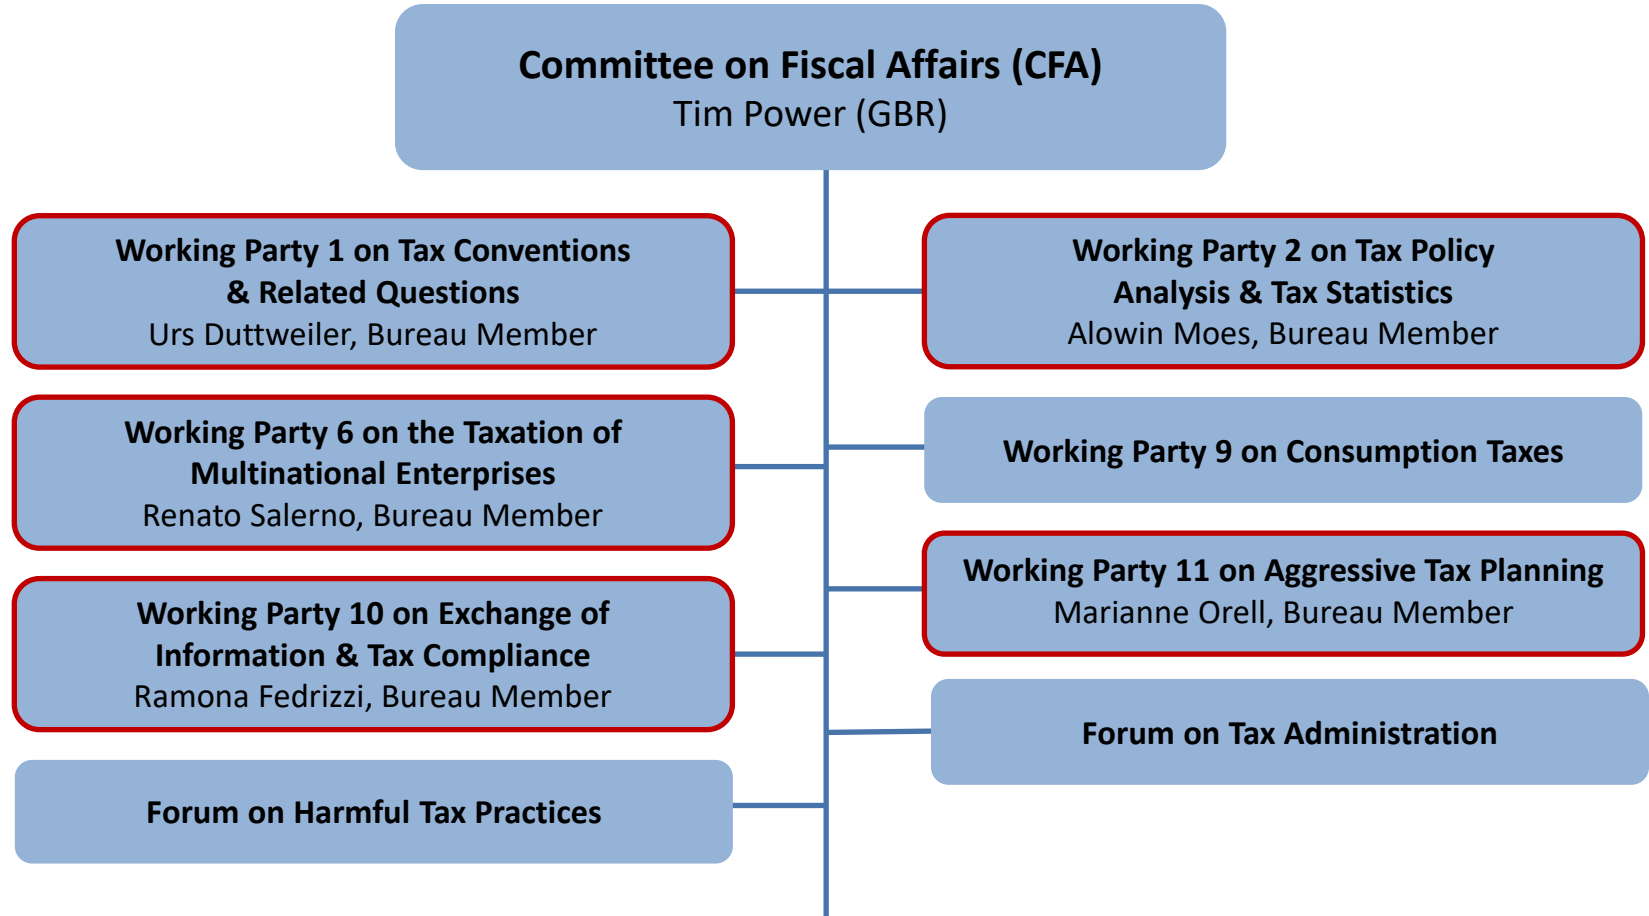 Committee on Fiscal Affairs (CFA)
Tim Power (GBR)
Working Party 1 on Tax Conventions
& Related Questions
Urs Duttweiler, Bureau Member
Working Party 2 on Tax Policy
Analysis & Tax Statistics
Alowin Moes, Bureau Member
Working Party 6 on the Taxation of
Multinational Enterprises
Renato Salerno, Bureau Member
Working Party 9 on Consumption Taxes
Working Party 10 on Exchange of
Information & Tax Compliance
Ramona Fedrizzi, Bureau Member
Working Party 11 on Aggressive Tax Planning
Marianne Orell, Bureau Member
Forum on Harmful Tax Practices
Forum on Tax Administration